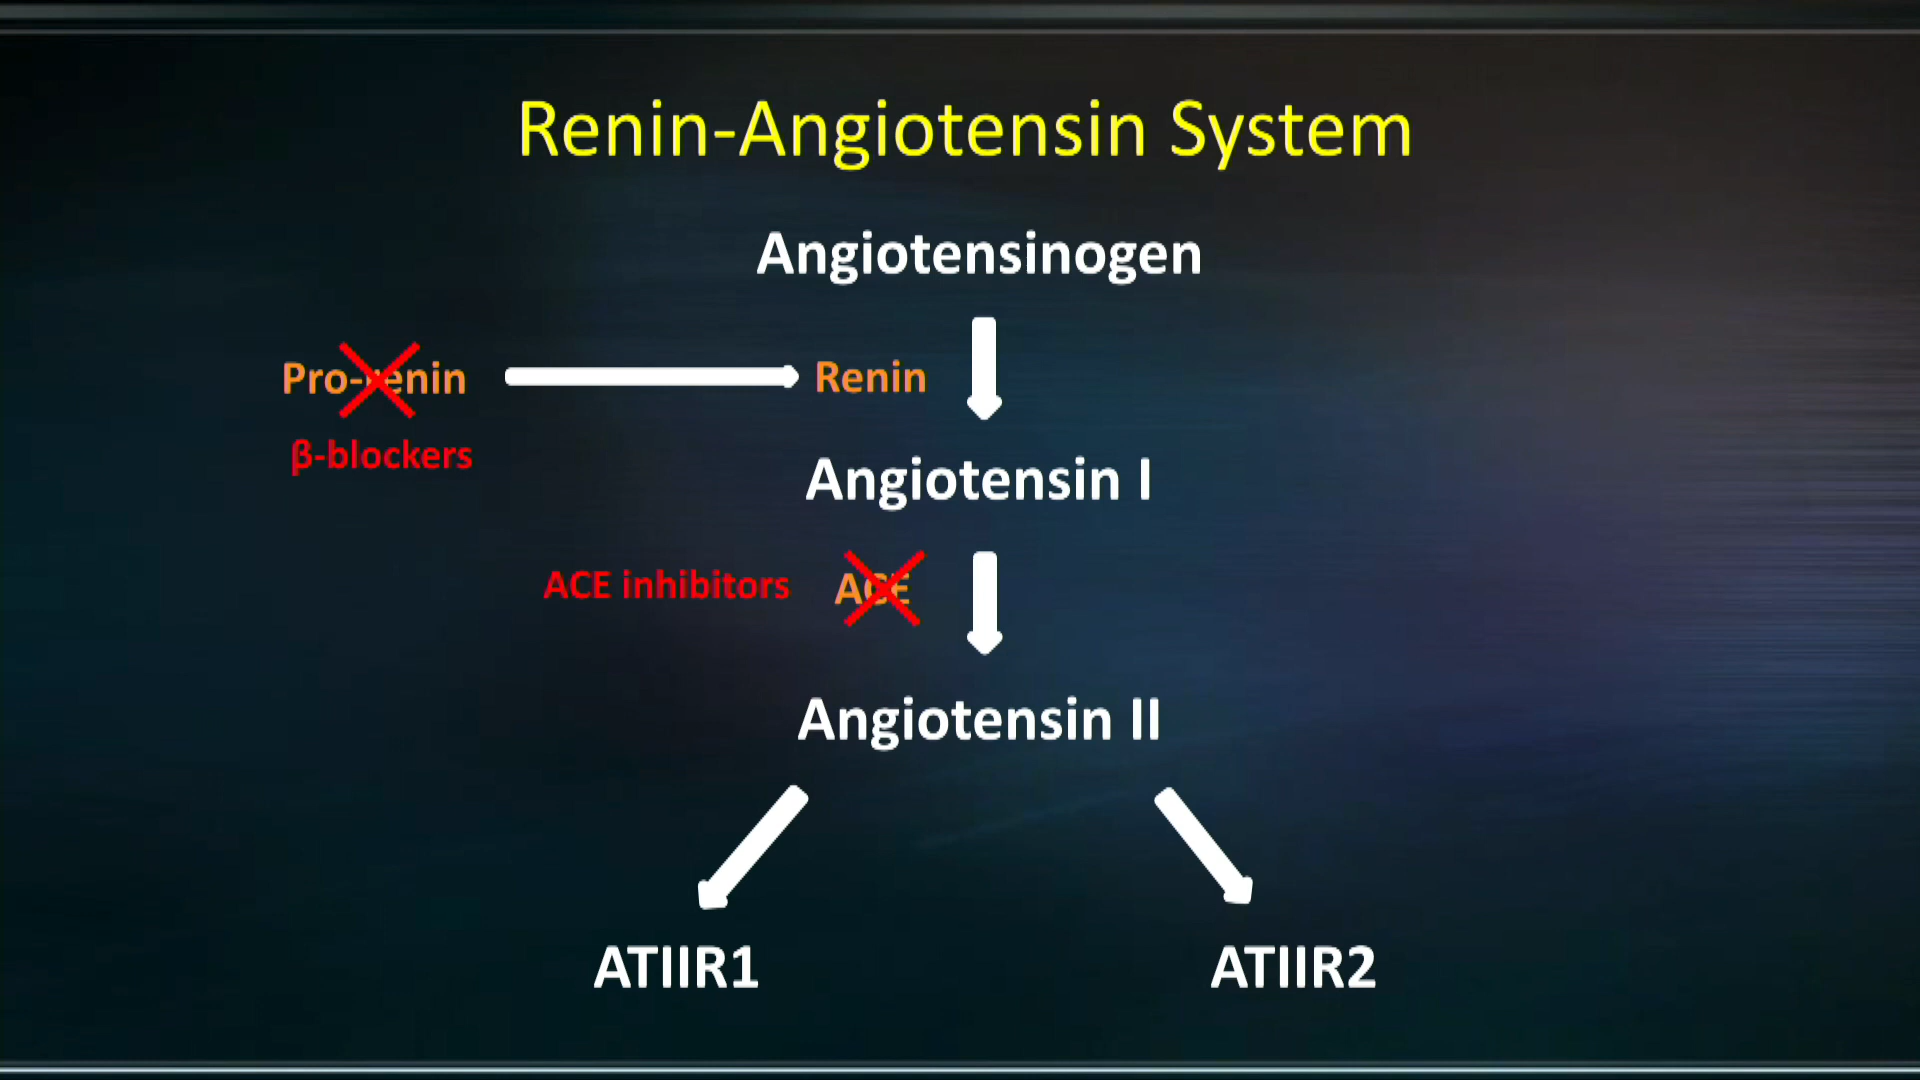 Renin-Angiotensin System
Angiotensinogen
Pro-renin
Renin
β-blockers
Angiotensin I
ACE inhibitors
ACE
Angiotensin II
ATIIR1
ATIIR2